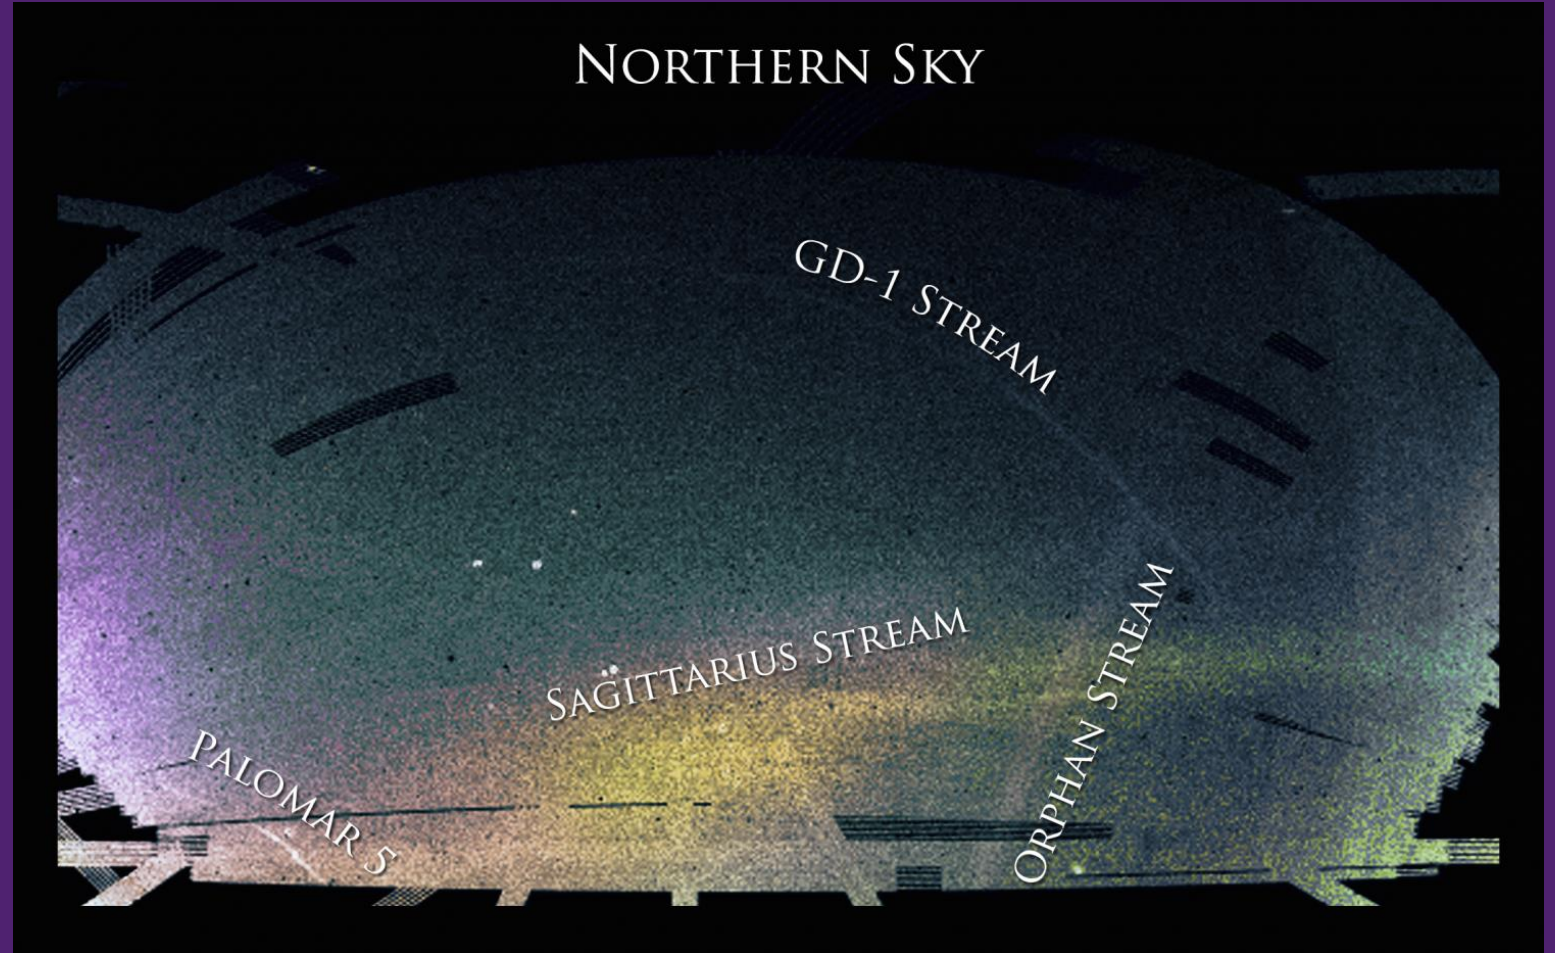 Northern Sky
GD-1 Stream
Sagittarius Stream
Orphan Stream
Palomar 5